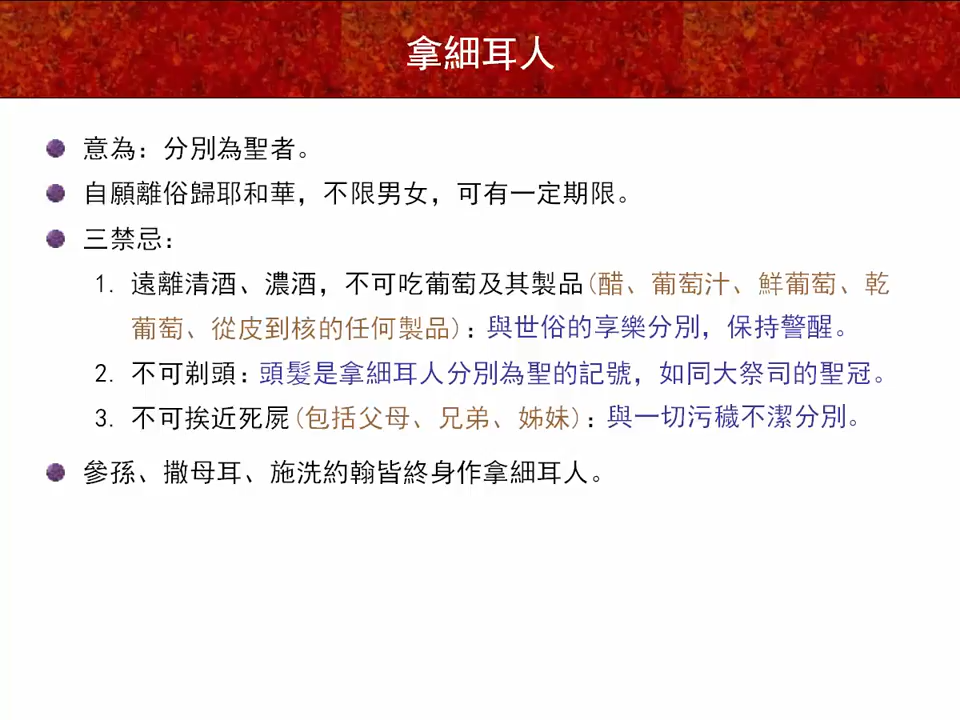 拿細耳人
意為：分別為聖者。
自願離俗歸耶和華，不限男女，可有一定期限。
三禁忌：
1. 遠離清酒、濃酒，不可吃葡萄及其製品(醋、葡萄汁、鮮葡萄、乾
葡萄、從皮到核的任何製品)：與世俗的享樂分別，保持警醒。
2. 不可剃頭：頭髮是拿細耳人分別為聖的記號，如同大祭司的聖冠。
3. 不可挨近死屍(包括父母、兄弟、姊妹)：與一切污穢不潔分別。
參孫、撒母耳、施洗約翰皆終身作拿細耳人。